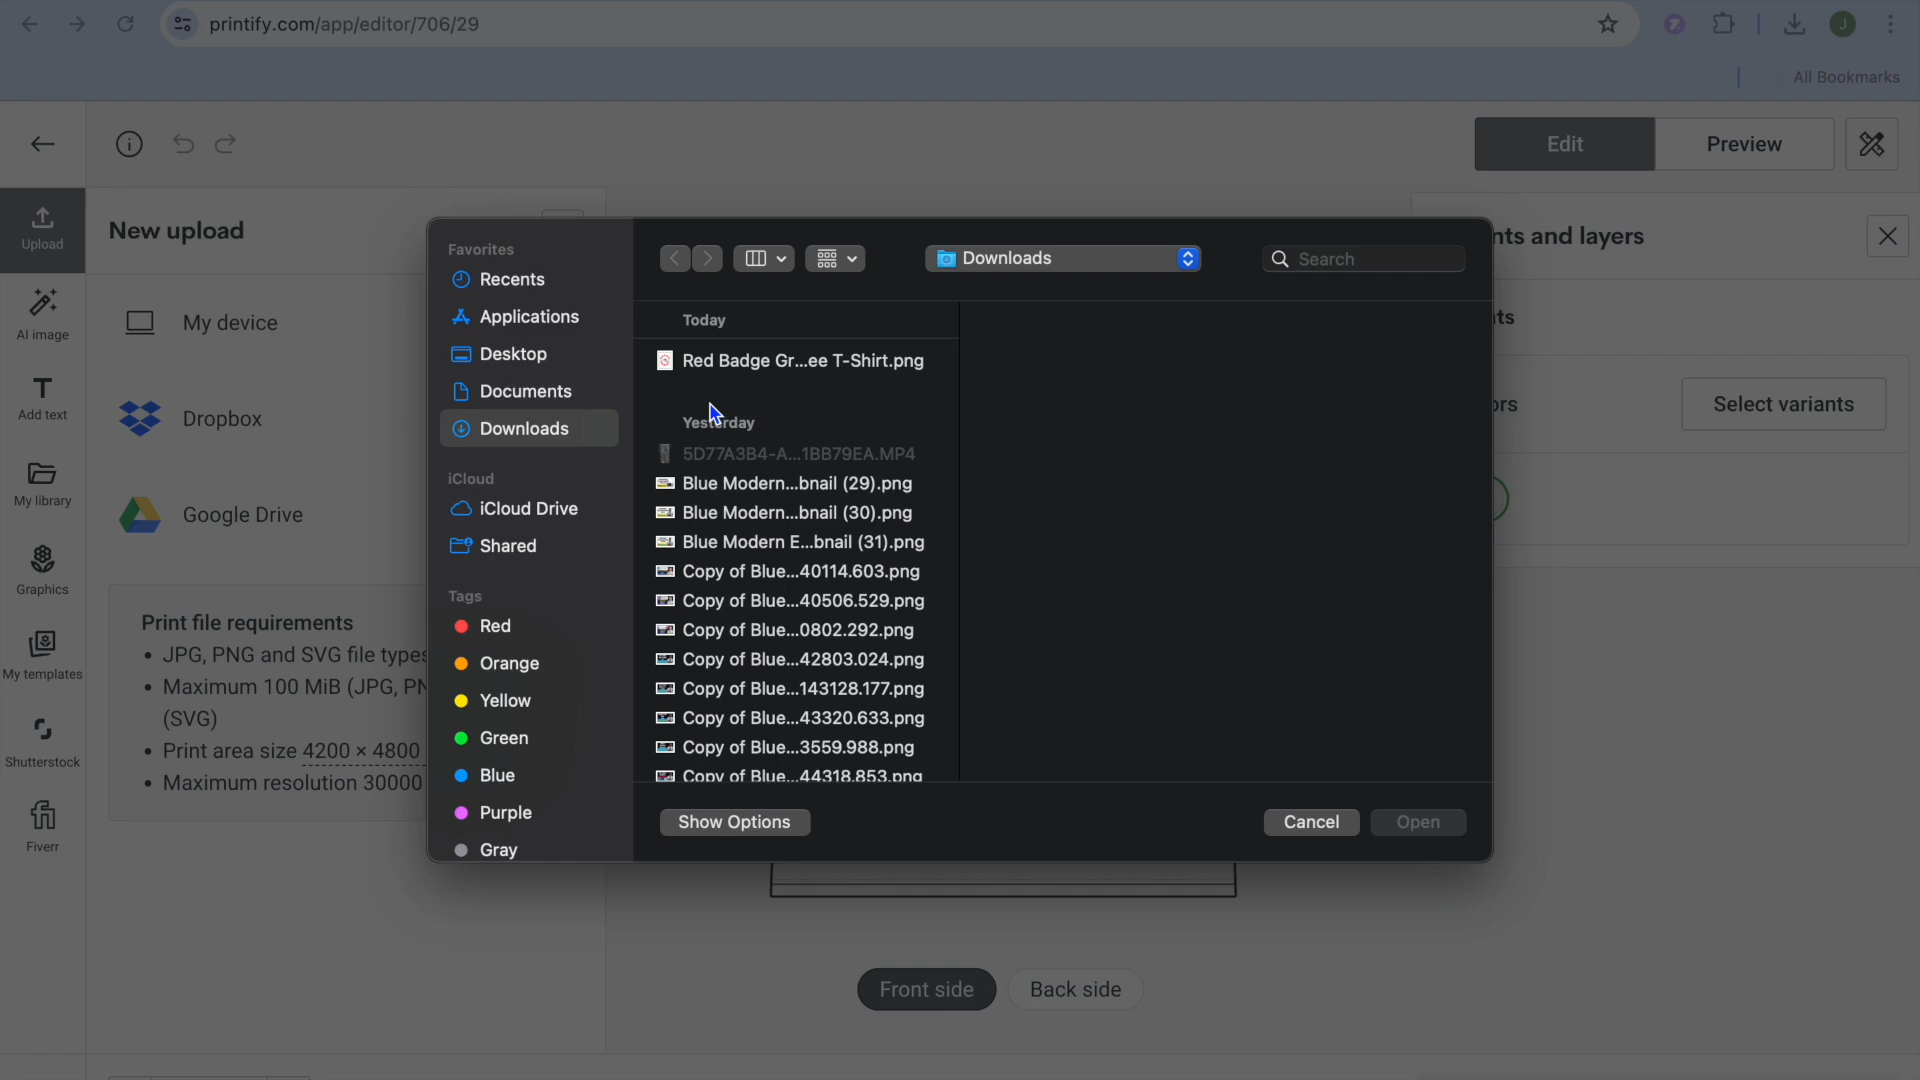 printify.com/app/editor/706/29
J
All Bookmarks
Edit
Preview
Upload
New upload
AI image
My device
Add text
Dropbox
My library
Google Drive
Graphics
Print file requirements
• JPG, PNG and SVG file types
• Maximum 100 MiB (JPG,
(SVG)
• Print area size 4200 × 4800
• Maximum resolution 30000
My templates
Shutterstock
Fiverr
Favorites
Recents
Applications
Desktop
Documents
Downloads
iCloud
iCloud Drive
Shared
Tags
Red
Orange
Yellow
Green
Blue
Purple
Gray
Downloads
Search
Today
Red Badge Gr...ee T-Shirt.png
Yesterday
5D77A3B4-A...1BB79EA.MP4
Blue Modern...bnail (29).png
Blue Modern...bnail (30).png
Blue Modern E...bnail (31).png
Copy of Blue...40114.603.png
Copy of Blue...40506.529.png
Copy of Blue...0802.292.png
Copy of Blue...42803.024.png
Copy of Blue...143128.177.png
Copy of Blue...43320.633.png
Copy of Blue...3559.988.png
Copy of Blue...44318.853.png
Show Options
Cancel
Open
nts and layers
Select variants
Front side
Back side